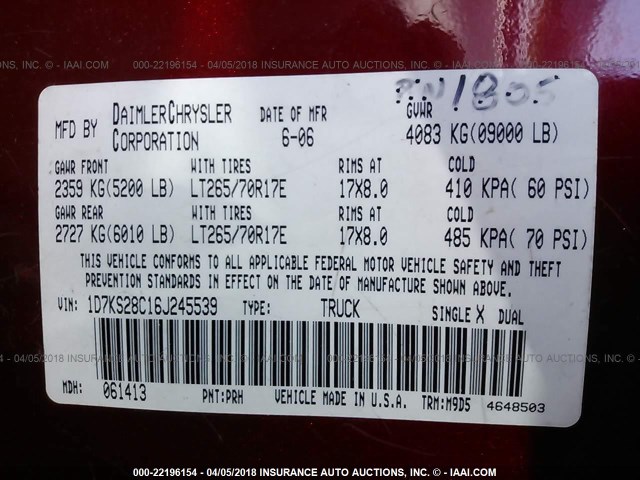 000-22196154 - 04/05/2018 INSURANCE AUTO AUCTIONS, INC. - © IAAI.COM
1805
MFD BY DAIMLERCHRYSLER CORPORATION DATE OF MFR 6-06 GVWR 4083 KG(09000 LB)
GAWR FRONT WITH TIRES RIMS AT COLD
2359 KG(5200 LB) LT265/70R17E 17X8.0 410 KPA( 60 PSI)
GAWR REAR WITH TIRES RIMS AT COLD
2727 KG(6010 LB) LT265/70R17E 17X8.0 485 KPA( 70 PSI)
THIS VEHICLE CONFORMS TO ALL APPLICABLE FEDERAL MOTOR VEHICLE SAFETY AND THEFT
PREVENTION STANDARDS IN EFFECT ON THE DATE OF MANUFACTURE SHOWN ABOVE.
VIN: 1D7KS28C16J245539 TYPE: TRUCK SINGLE X DUAL
MDH: 061413 PNT:PRH VEHICLE MADE IN U.S.A. TRM:M9D5 4648503
000-22196154 - 04/05/2018 INSURANCE AUTO AUCTIONS, INC. - © IAAI.COM